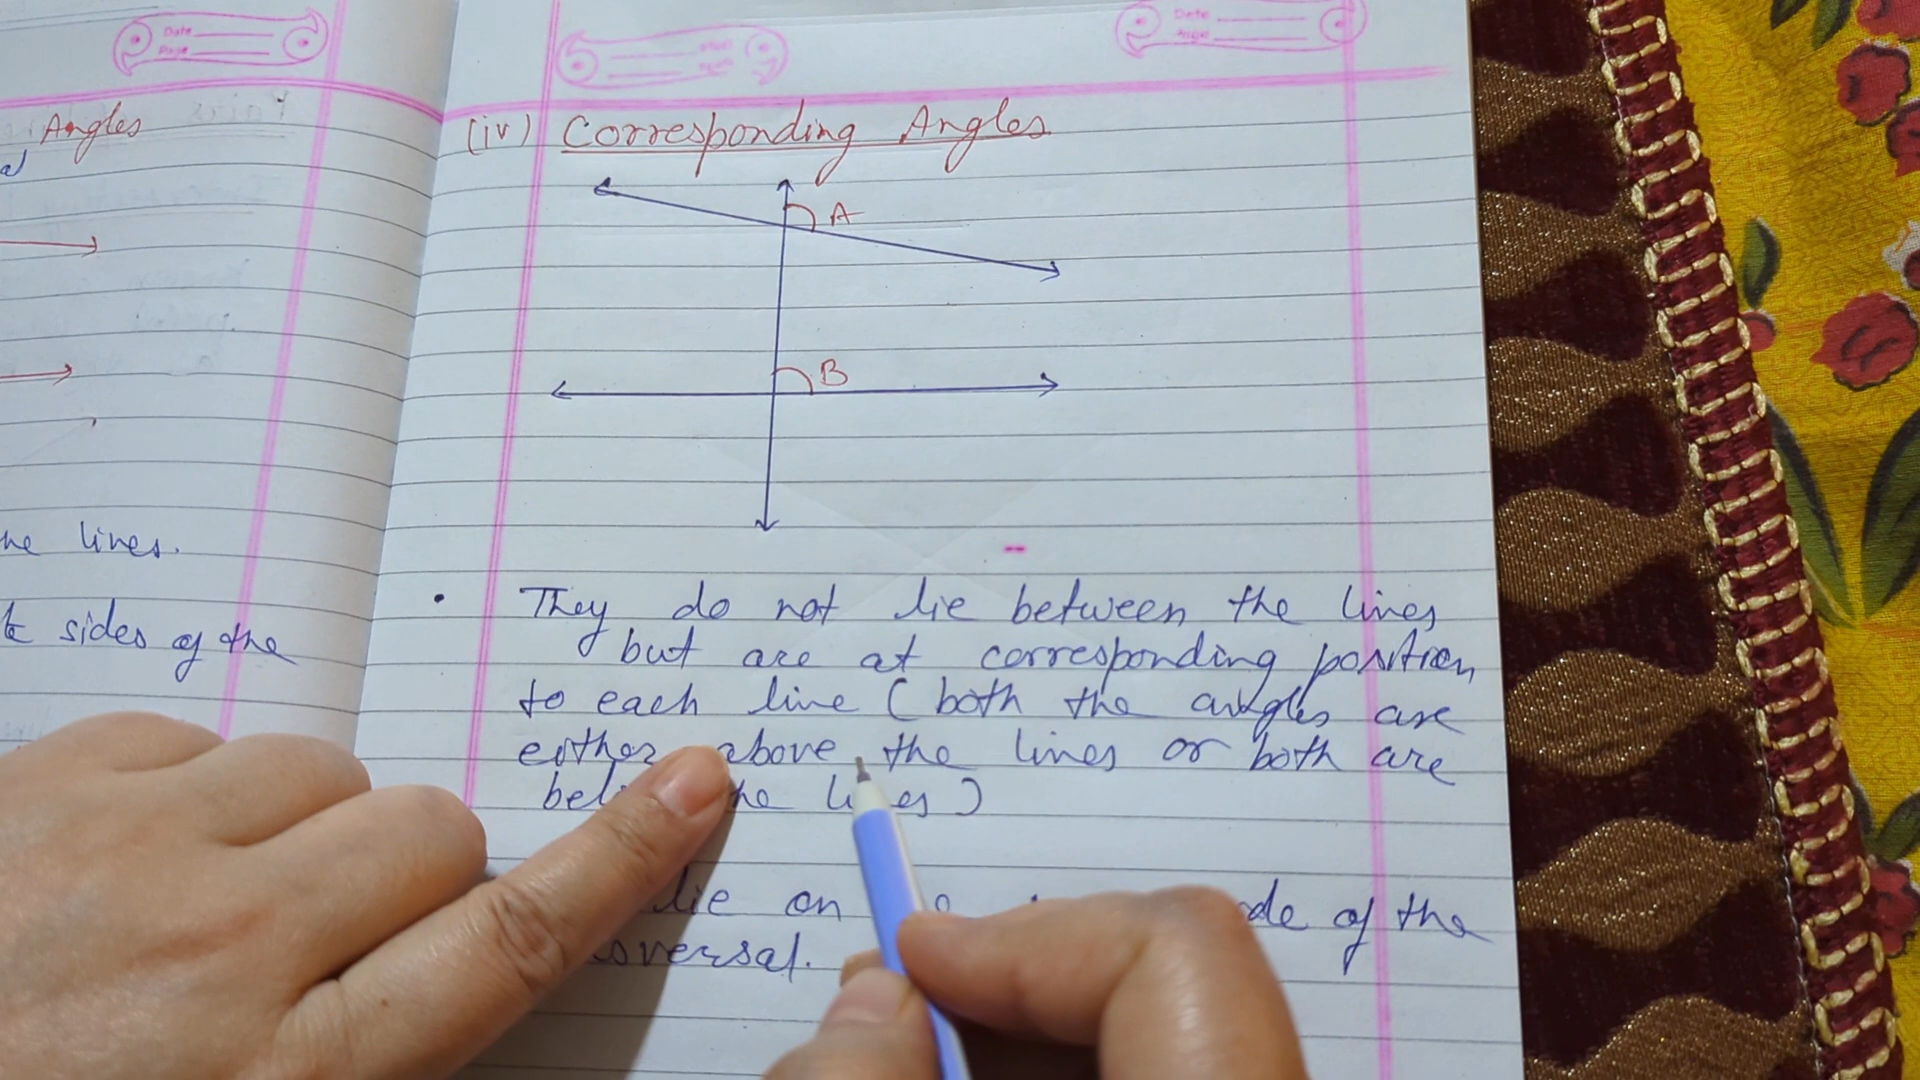 Date
Page
Date
Angles
(iv) Corresponding Angles
A
B
he lines.
sides of the
• They do not lie between the lines
but are at corresponding position
to each line (both the angles are
either above the lines or both are
the
lie on
of the